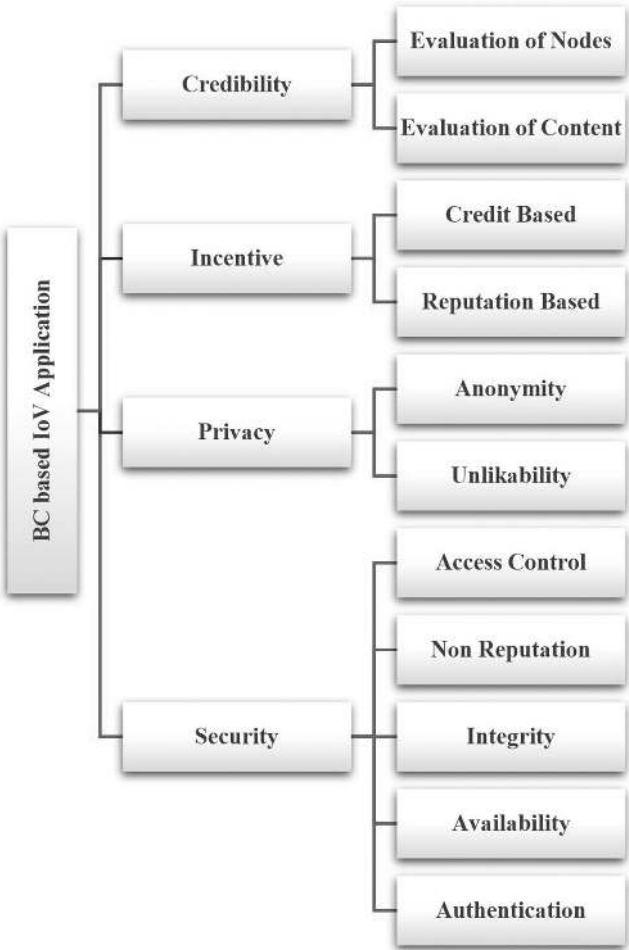 BC based IoV Application
Credibility
Evaluation of Nodes
Evaluation of Content
Incentive
Credit Based
Reputation Based
Privacy
Anonymity
Unlikability
Security
Access Control
Non Reputation
Integrity
Availability
Authentication